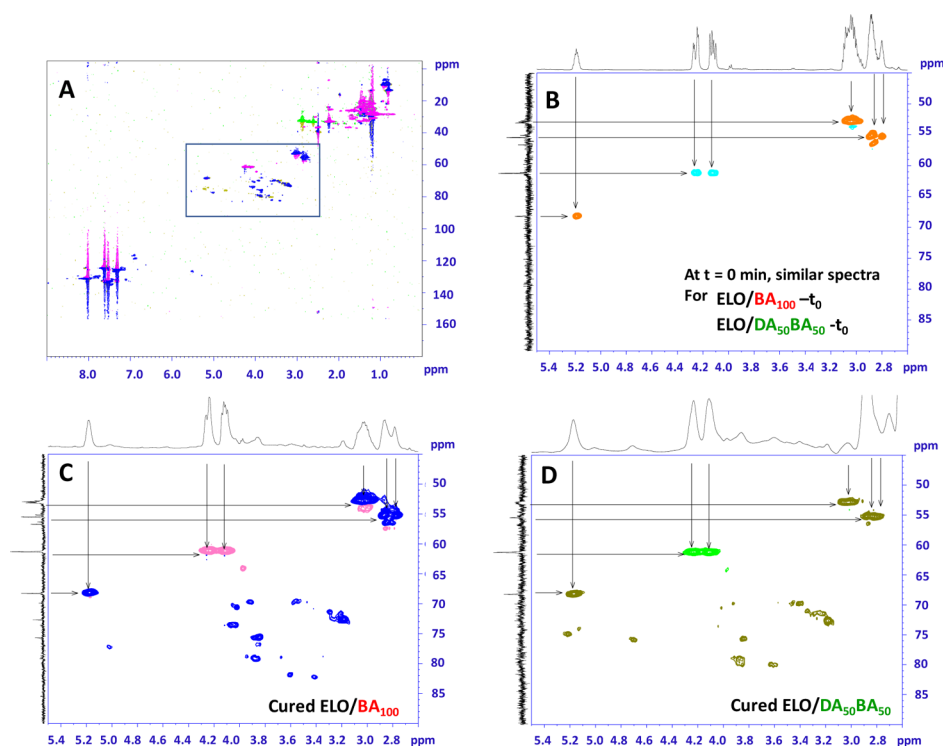 ppm
A
20
40
60
80
100
120
140
160
8.0 7.0 6.0 5.0 4.0 3.0 2.0 1.0
ppm
ppm
B
50
55
60
65
70
75
80
85
At t = 0 min, similar spectra
For ELO/BA100 –t0
ELO/DA50BA50 -t0
5.4 5.2 5.0 4.8 4.6 4.4 4.2 4.0 3.8 3.6 3.4 3.2 3.0 2.8
ppm
ppm
C
50
55
60
65
70
75
80
85
Cured ELO/BA100
5.4 5.2 5.0 4.8 4.6 4.4 4.2 4.0 3.8 3.6 3.4 3.2 3.0 2.8 2.6
ppm
ppm
D
50
55
60
65
70
75
80
85
Cured ELO/DA50BA50
5.4 5.2 5.0 4.8 4.6 4.4 4.2 4.0 3.8 3.6 3.4 3.2 3.0 2.8 2.6
ppm